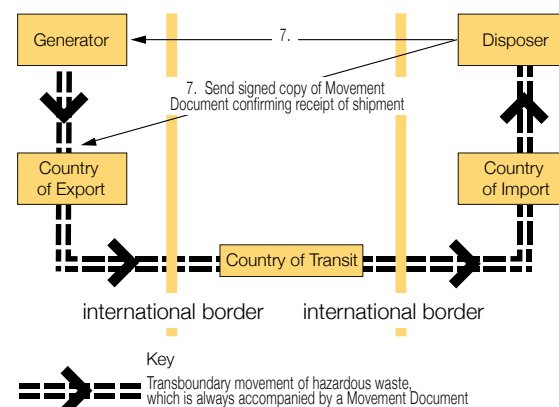 Generator
7.
Disposer
7. Send signed copy of Movement
Document confirming receipt of shipment
Country
of Export
Country
of Import
Country of Transit
international border
international border
Key
Transboundary movement of hazardous waste,
which is always accompanied by a Movement Document